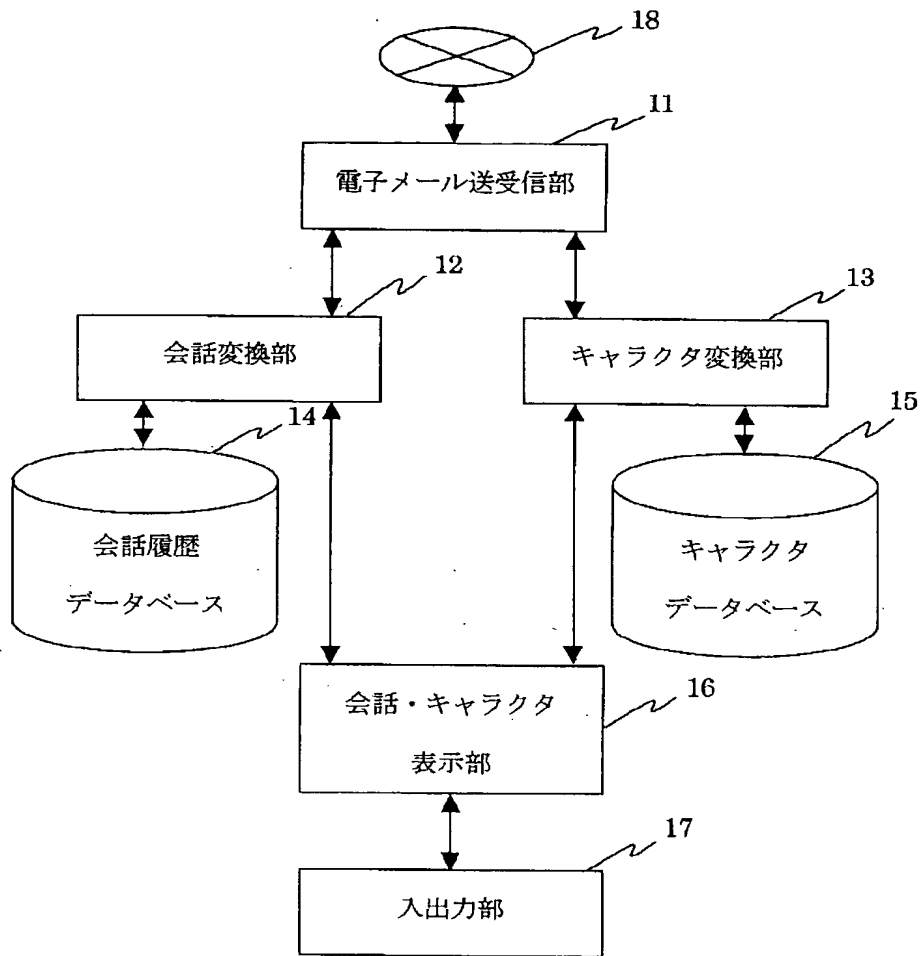 18
11
電子メール送受信部
12
13
会話変換部
キャラクタ変換部
14
15
会話履歴
データベース
キャラクタ
データベース
16
会話・キャラクタ
表示部
17
入出力部